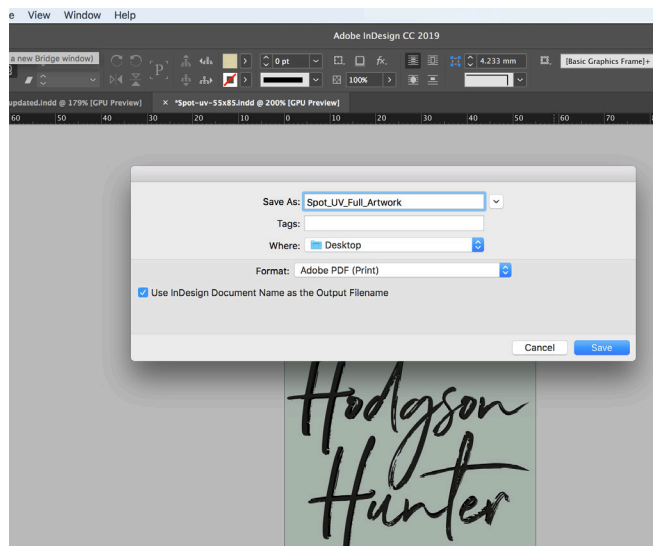 e View Window Help
Adobe InDesign CC 2019
a new Bridge window)
P
0 pt
fx.
4.233 mm
[Basic Graphics Frame]+
100%
updated.indd @ 179% [GPU Preview] × *Spot-uv-55x85.indd @ 200% [GPU Preview]
60 50 40 30 20 10 0 10 20 30 40 50 60 70
Save As: Spot_UV_Full_Artwork
Tags:
Where: Desktop
Format: Adobe PDF (Print)
Use InDesign Document Name as the Output Filename
Cancel Save
Hodgson
Hunter